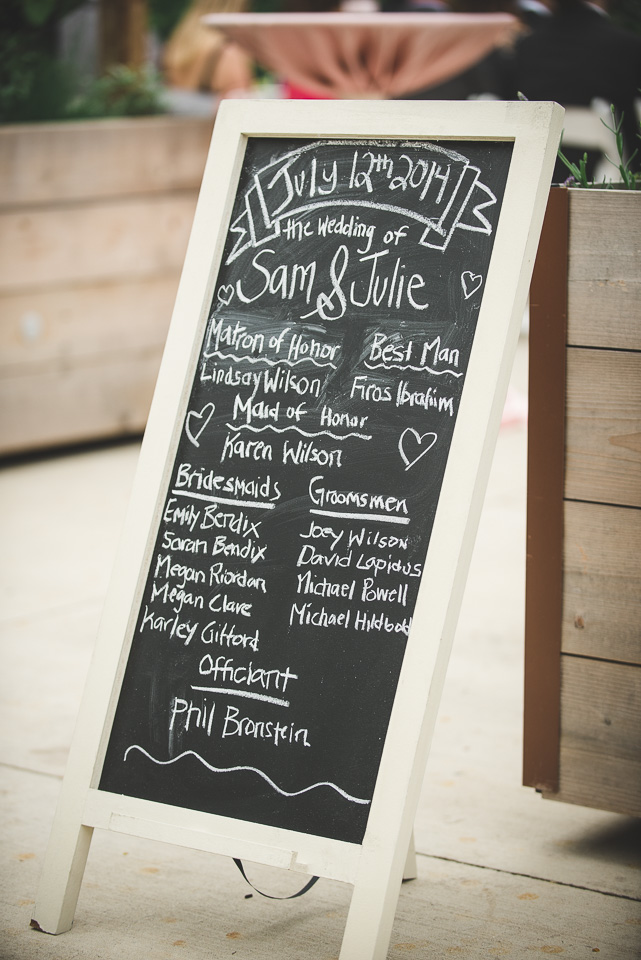 July 12th 2014
the wedding of
Sam & Julie
Matron of Honor
Lindsay Wilson
Best Man
Firas Ibrahim
Maid of Honor
Karen Wilson
Bridesmaids
Emily Bendix
Sarah Bendix
Megan Riordan
Megan Clave
Karley Gifford
Groomsmen
Joey Wilson
David Lapidus
Michael Powell
Michael Hildbold
Officiant
Phil Bronstein